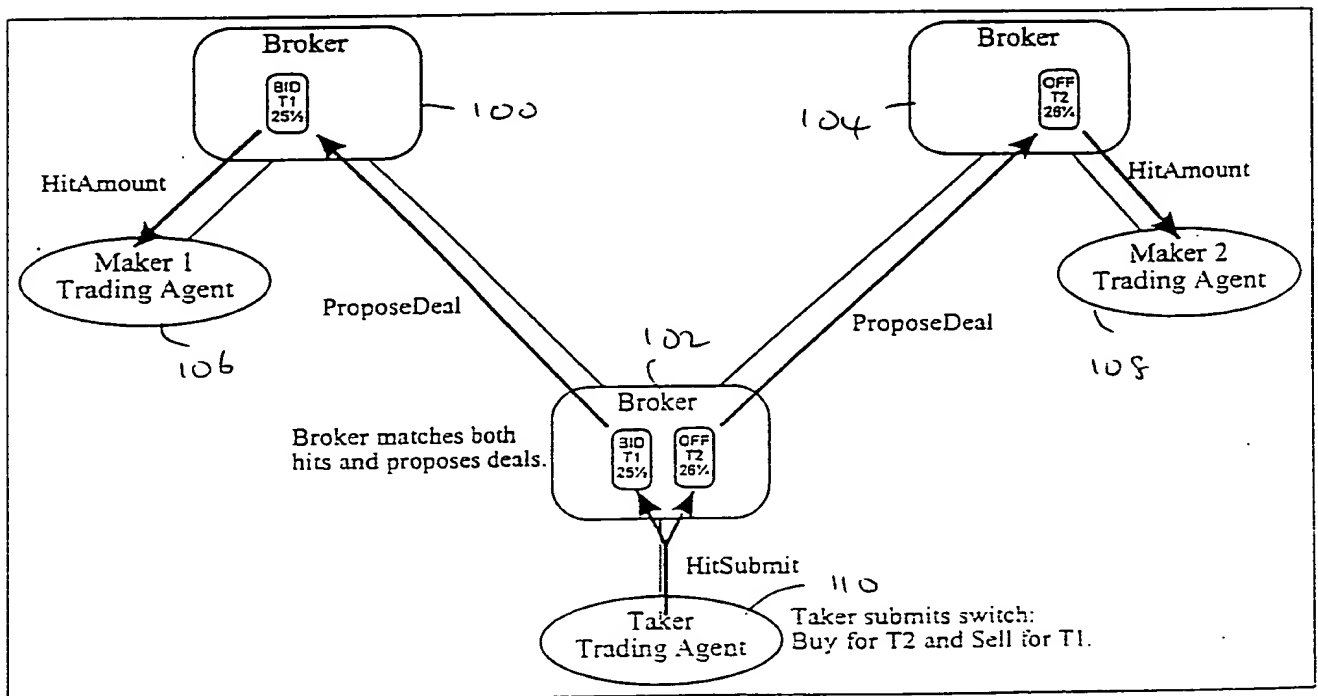 Broker
BID
T1
25½
100
Broker
OFF
T2
26¼
104
HitAmount
HitAmount
Maker 1
Trading Agent
106
Maker 2
Trading Agent
108
ProposeDeal
ProposeDeal
102
Broker
BID
T1
25½
OFF
T2
26¼
Broker matches both
hits and proposes deals.
HitSubmit
110
Taker
Trading Agent
Taker submits switch:
Buy for T2 and Sell for T1.